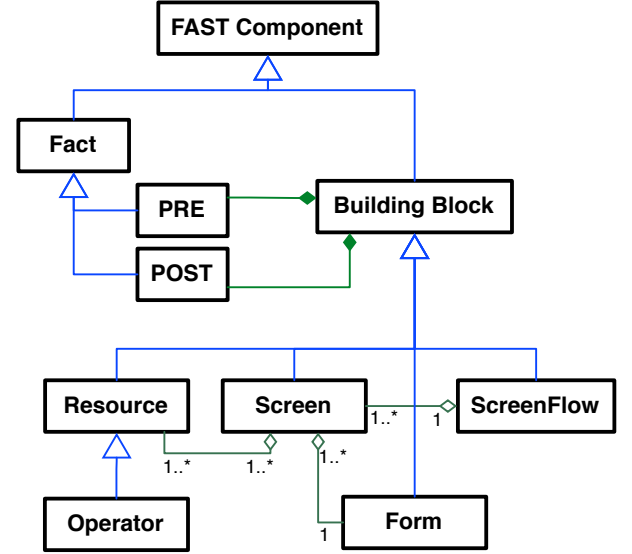 FAST Component
Fact
PRE
Building Block
POST
Resource
Screen
ScreenFlow
1..*
1
1..*
1..*
1..*
Operator
Form
1